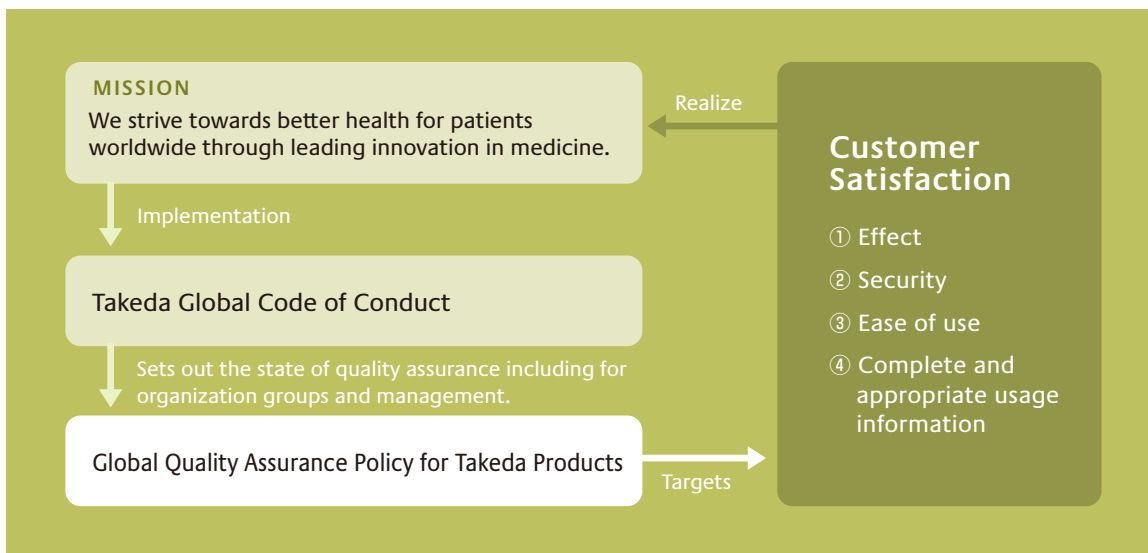 MISSION
We strive towards better health for patients
worldwide through leading innovation in medicine.
Implementation
Takeda Global Code of Conduct
Sets out the state of quality assurance including for
organization groups and management.
Global Quality Assurance Policy for Takeda Products
Targets
Realize
Customer
Satisfaction
① Effect
② Security
③ Ease of use
④ Complete and
appropriate usage
information